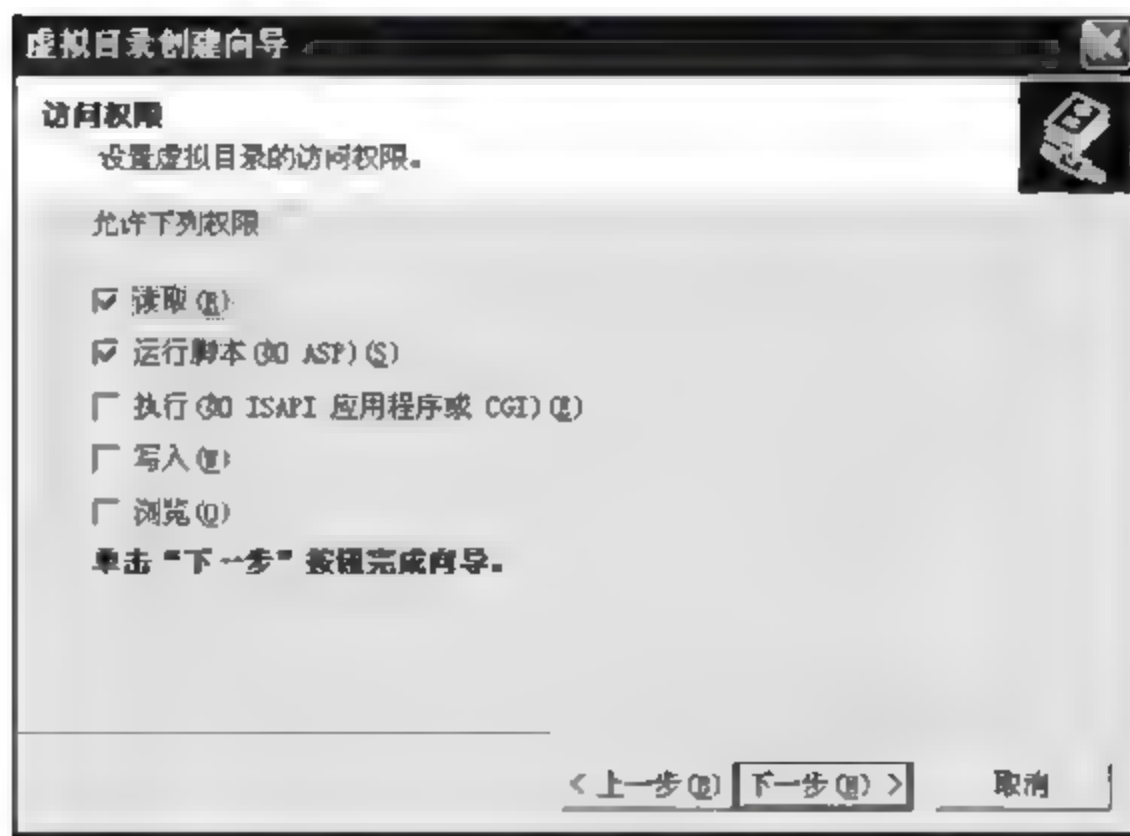 虚拟目录创建向导
访问权限
设置虚拟目录的访问权限。
允许下列权限
读取(R)
运行脚本(如 ASP)(S)
执行(如 ISAPI 应用程序或 CGI)(E)
写入(W)
浏览(O)
单击“下一步”按钮完成向导。
< 上一步(B) 下一步(N) > 取消